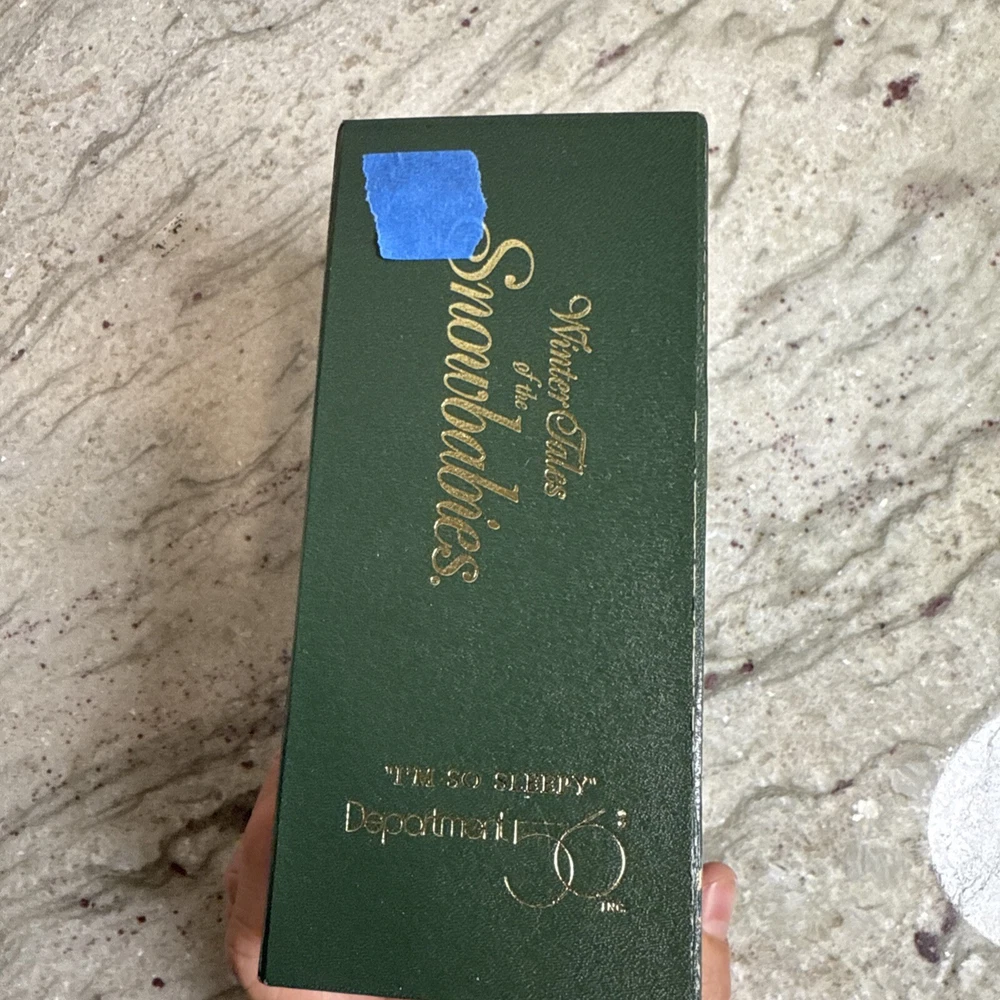 Winter Tales
of the
Snowbabies®
"I'M SO SLEEPY"
Department 56®
INC.